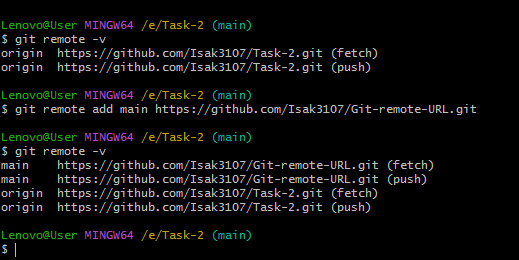 Lenovo@User MINGW64 /e/Task-2 (main)
$ git remote -v
origin  https://github.com/Isak3107/Task-2.git (fetch)
origin  https://github.com/Isak3107/Task-2.git (push)
Lenovo@User MINGW64 /e/Task-2 (main)
$ git remote add main https://github.com/Isak3107/Git-remote-URL.git
Lenovo@User MINGW64 /e/Task-2 (main)
$ git remote -v
main    https://github.com/Isak3107/Git-remote-URL.git (fetch)
main    https://github.com/Isak3107/Git-remote-URL.git (push)
origin  https://github.com/Isak3107/Task-2.git (fetch)
origin  https://github.com/Isak3107/Task-2.git (push)
Lenovo@User MINGW64 /e/Task-2 (main)
$